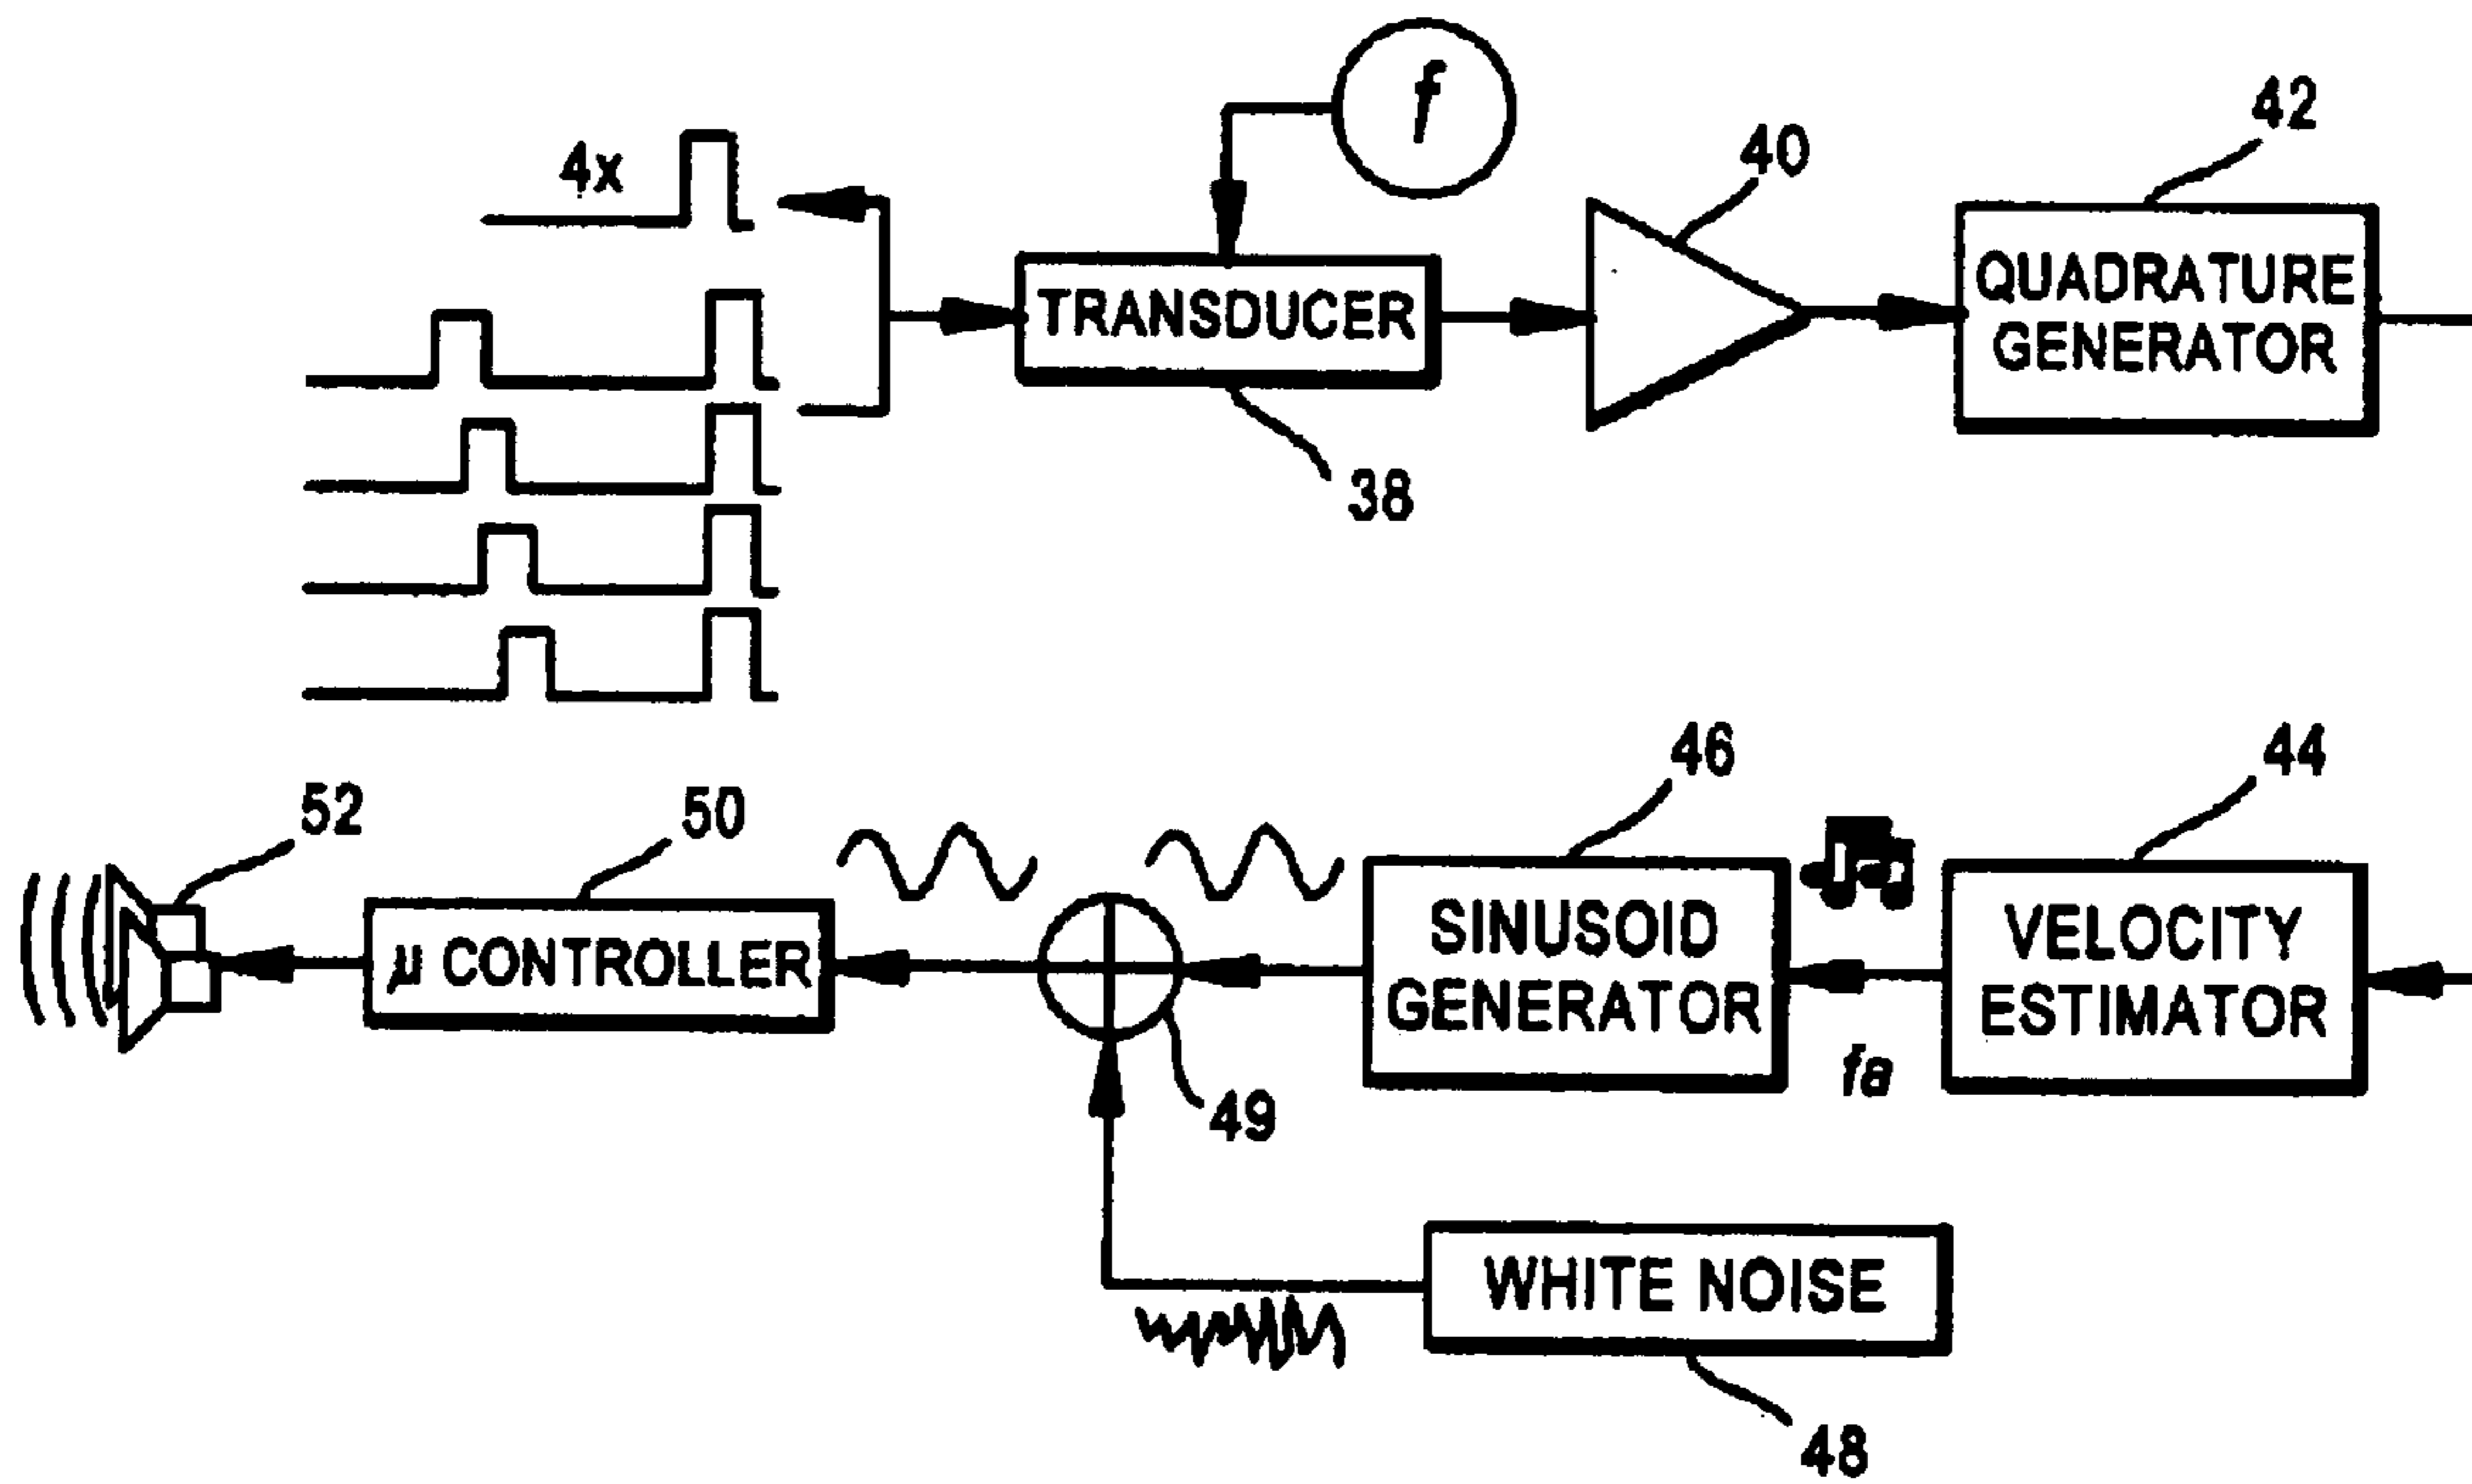 f
42
40
4x
QUADRATURE
GENERATOR
TRANSDUCER
38
46
44
52
50
SINUSOID
GENERATOR
VELOCITY
ESTIMATOR
µ CONTROLLER
fa
49
WHITE NOISE
48